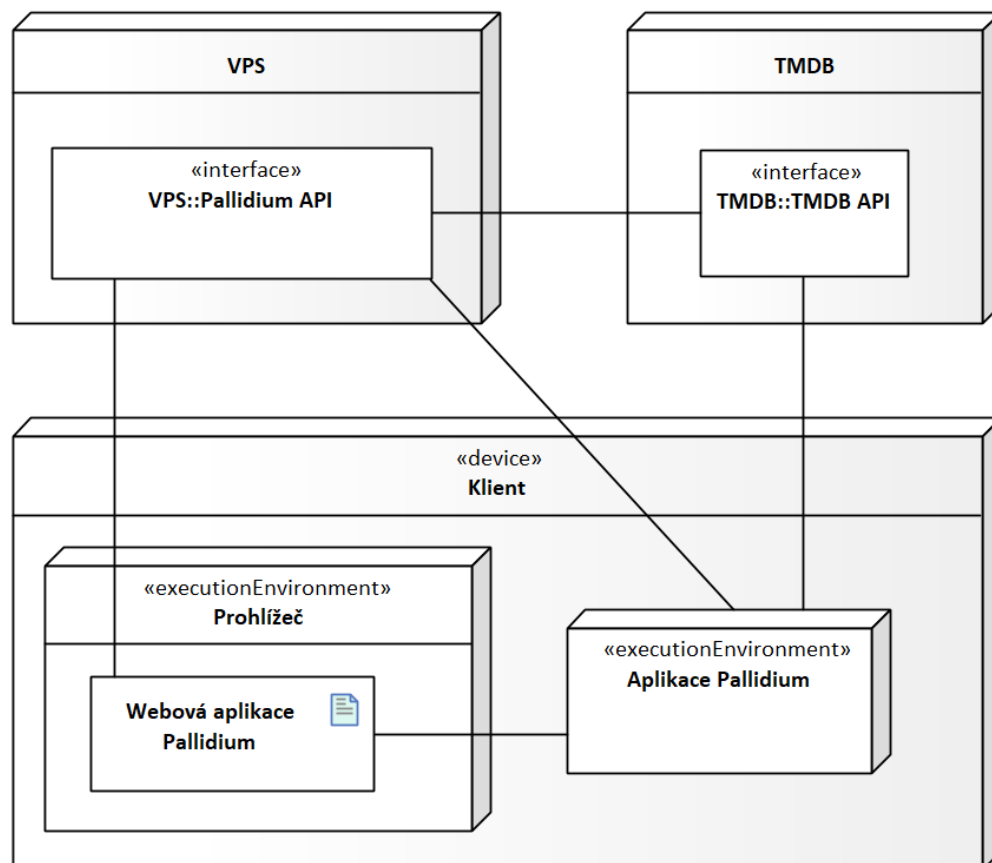 VPS
TMDB
«interface»
VPS::Pallidium API
«interface»
TMDB::TMDB API
«device»
Klient
«executionEnvironment»
Prohlížeč
Webová aplikace
Pallidium
«executionEnvironment»
Aplikace Pallidium